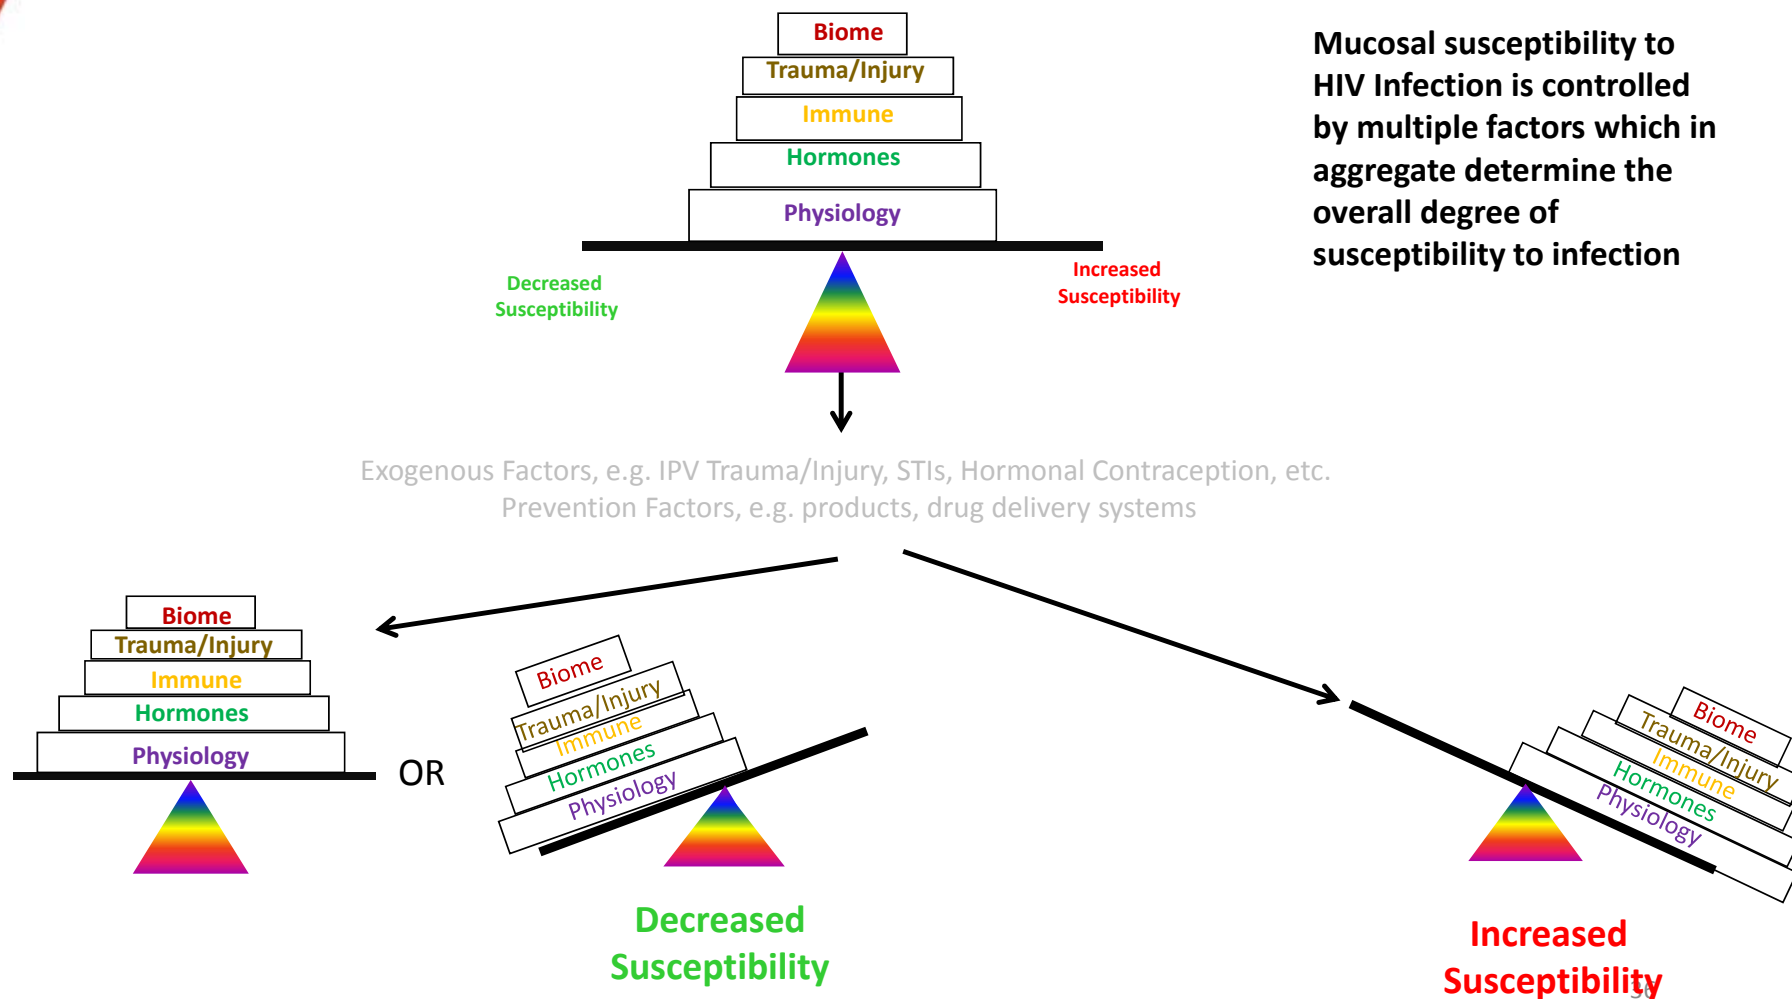 Biome
Trauma/Injury
Immune
Hormones
Physiology
Decreased
Susceptibility
Increased
Susceptibility
Mucosal susceptibility to
HIV Infection is controlled
by multiple factors which in
aggregate determine the
overall degree of
susceptibility to infection
Exogenous Factors, e.g. IPV Trauma/Injury, STIs, Hormonal Contraception, etc.
Prevention Factors, e.g. products, drug delivery systems
Biome
Trauma/Injury
Immune
Hormones
Physiology
OR
Biome
Trauma/Injury
Immune
Hormones
Physiology
Decreased
Susceptibility
Biome
Trauma/Injury
Immune
Hormones
Physiology
Increased
Susceptibility
36